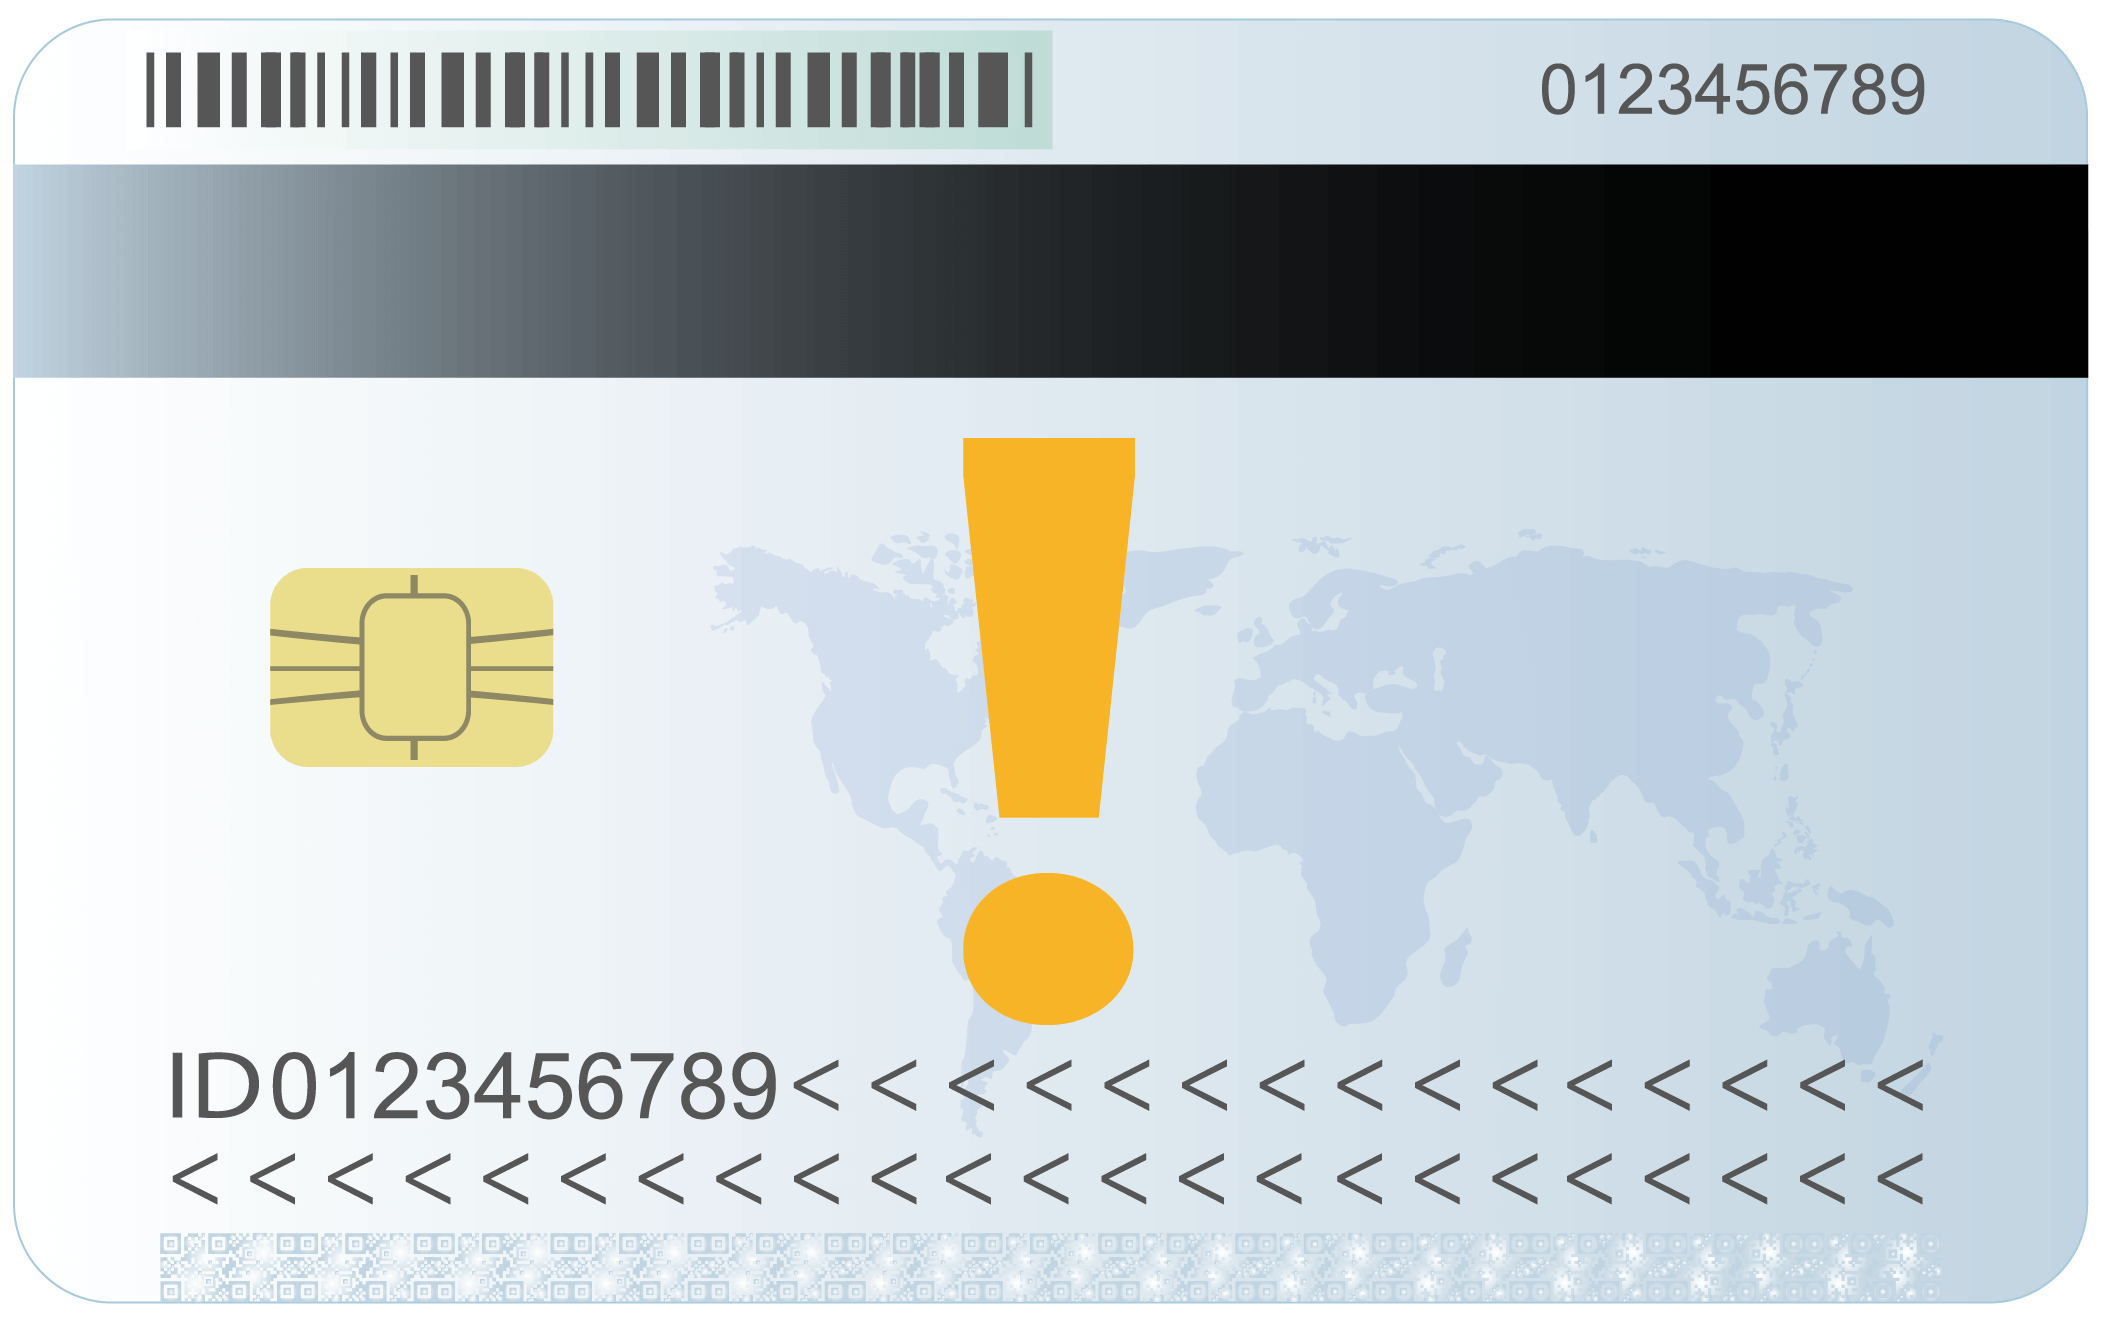 0123456789
!
ID0123456789< < < < < < < < < < < < < < <
< < < < < < < < < < < < < < < < < < < < < < <